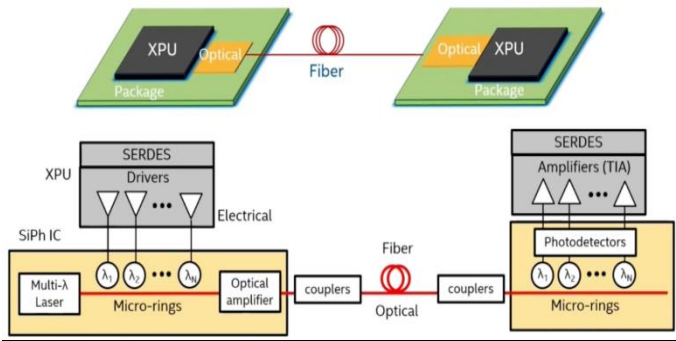 XPU
Optical
Package
Fiber
Optical
XPU
Package
XPU
SERDES
Drivers
Electrical
SiPh IC
Multi-λ
Laser
λ1
λ2
λN
Micro-rings
Optical
amplifier
couplers
Fiber
Optical
couplers
SERDES
Amplifiers (TIA)
Photodetectors
λ1
λ2
λN
Micro-rings